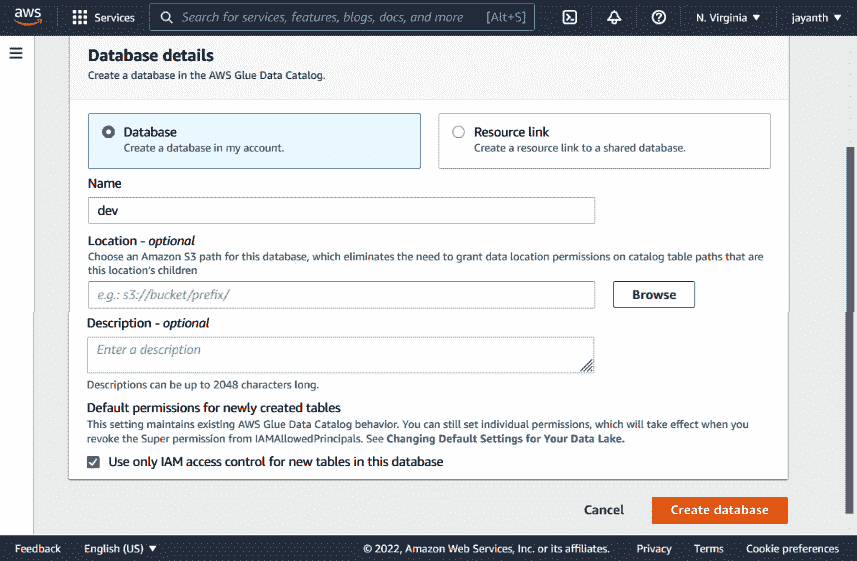 aws
Services
Search for services, features, blogs, docs, and more [Alt+S]
N. Virginia ▼
jayanth ▼
Database details
Create a database in the AWS Glue Data Catalog.
Database
Create a database in my account.
Resource link
Create a resource link to a shared database.
Name
dev
Location - optional
Choose an Amazon S3 path for this database, which eliminates the need to grant data location permissions on catalog table paths that are
this location's children
e.g.: s3://bucket/prefix/
Browse
Description - optional
Enter a description
Descriptions can be up to 2048 characters long.
Default permissions for newly created tables
This setting maintains existing AWS Glue Data Catalog behavior. You can still set individual permissions, which will take effect when you
revoke the Super permission from IAMAllowedPrincipals. See Changing Default Settings for Your Data Lake.
Use only IAM access control for new tables in this database
Cancel
Create database
Feedback
English (US) ▼
© 2022, Amazon Web Services, Inc. or its affiliates.
Privacy
Terms
Cookie preferences